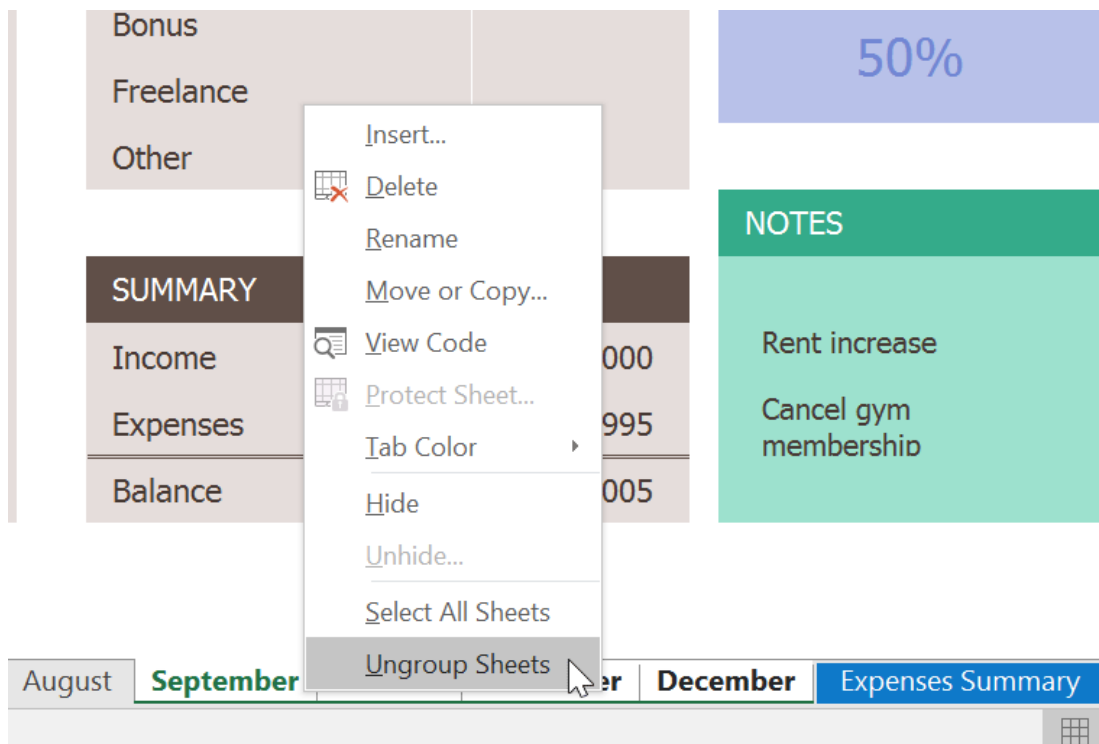 Bonus
50%
Freelance
Other
Insert...
Delete
Rename
Move or Copy...
View Code
Protect Sheet...
Tab Color
Hide
Unhide...
Select All Sheets
Ungroup Sheets
NOTES
Rent increase
Cancel gym
membership
SUMMARY
Income 000
Expenses 995
Balance 005
August September er December Expenses Summary